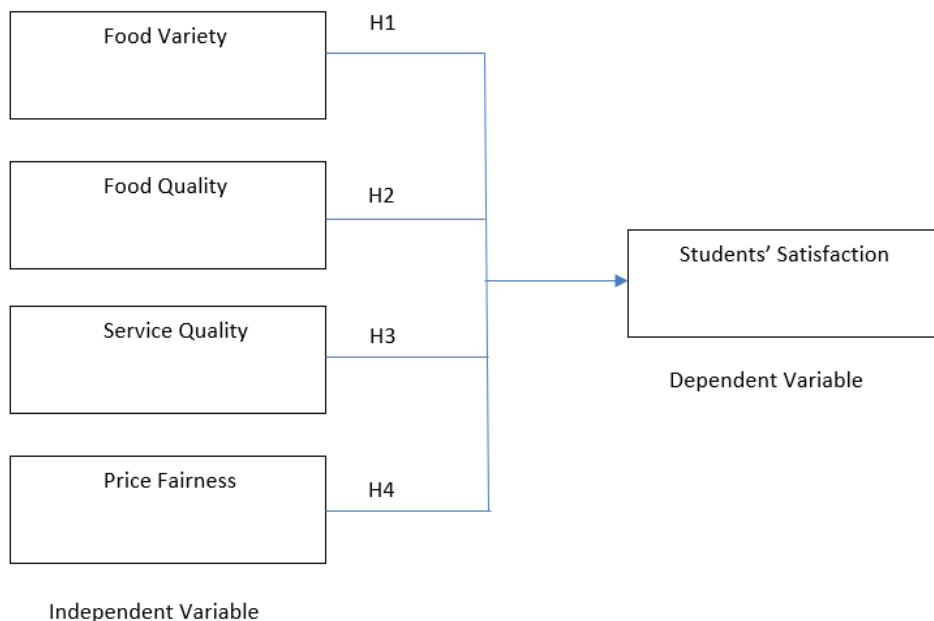 Food Variety
H1
Food Quality
H2
Service Quality
H3
Price Fairness
H4
Independent Variable
Students’ Satisfaction
Dependent Variable